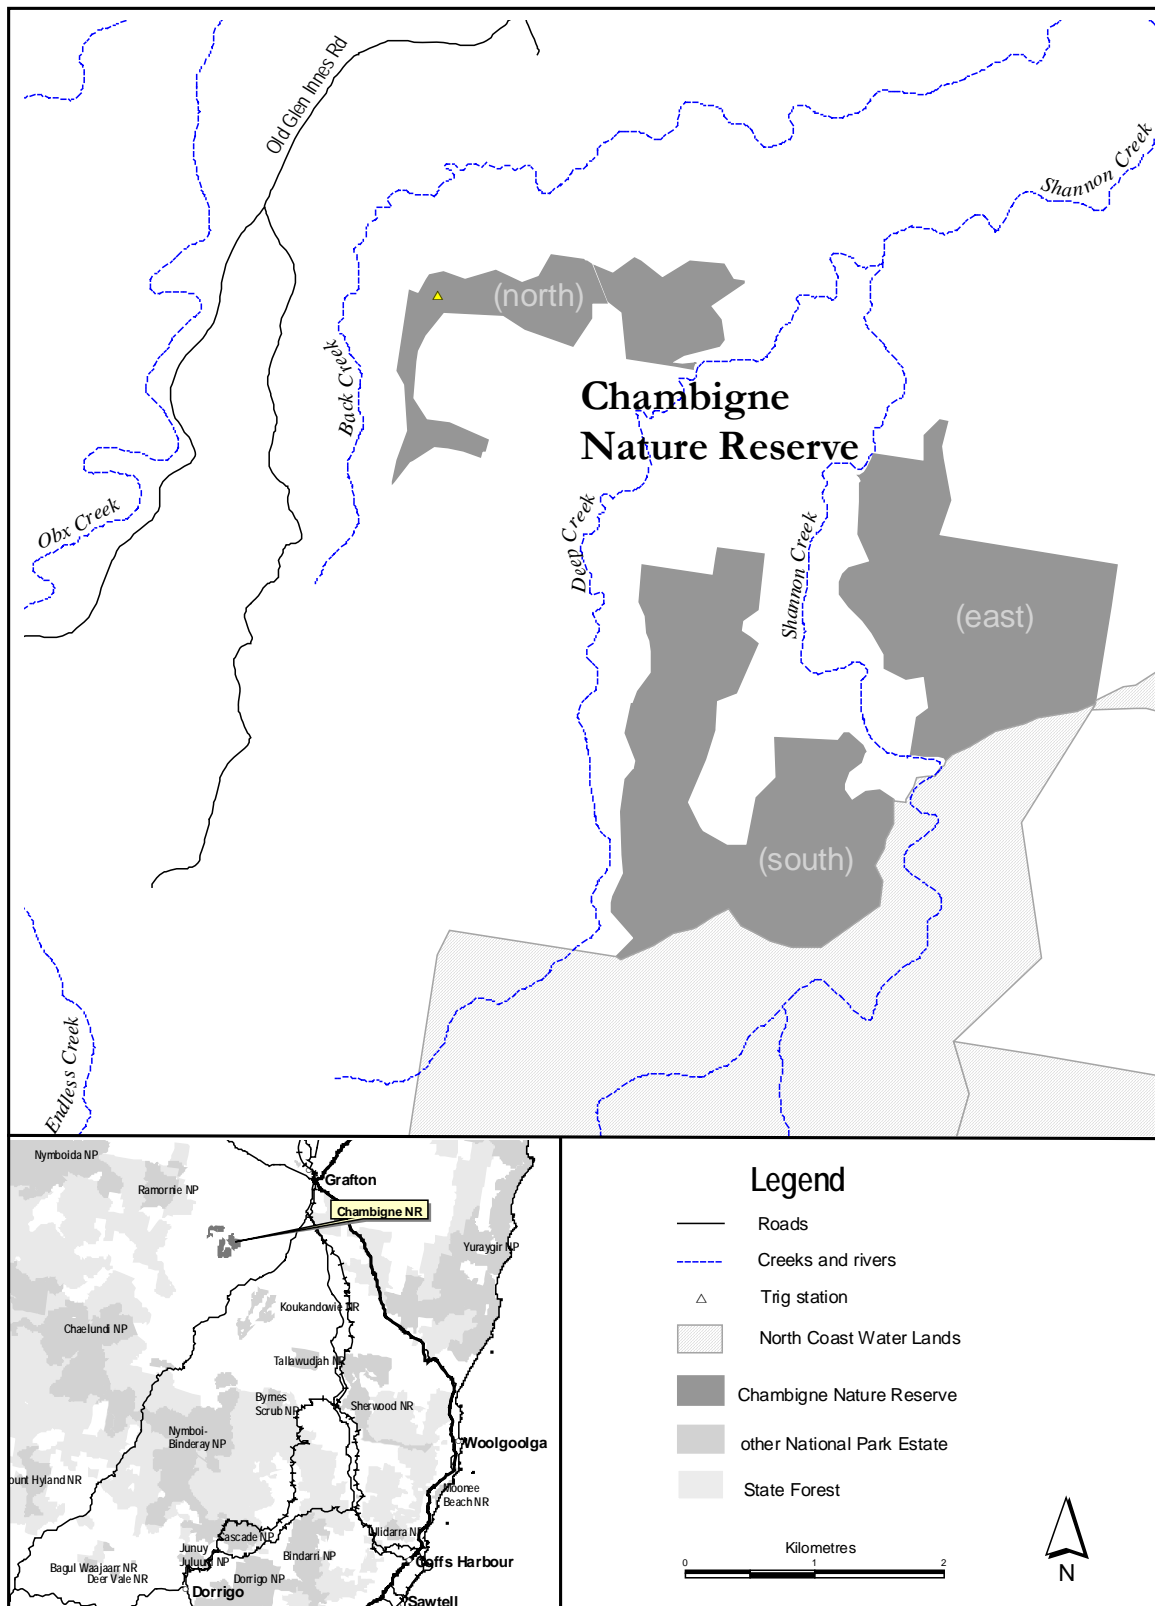 Old Glen Innes Rd
Shannon Creek
(north)
Back Creek
Chambigne
Nature Reserve
Obx Creek
Deep Creek
Shannon Creek
(east)
(south)
Endless Creek
Nymboida NP
Ramornie NP
Grafton
Chambigne NR
Yuraygir NP
Koukandowie NR
Chaelundi NP
Tallawudjah NR
Byrnes
Scrub NR
Sherwood NR
Nymboi-
Binderay NP
Woolgoolga
ount Hyland NR
Moonee
Beach NR
Cascade NP
Ulidarra N
Junuy
Juluum NP
Bindarri NP
Coffs Harbour
Bagul Waajaarr NR
Deer Vale NR
Dorrigo NP
Dorrigo
Sawtell
Legend
Roads
Creeks and rivers
Trig station
North Coast Water Lands
Chambigne Nature Reserve
other National Park Estate
State Forest
Kilometres
0 1 2
N